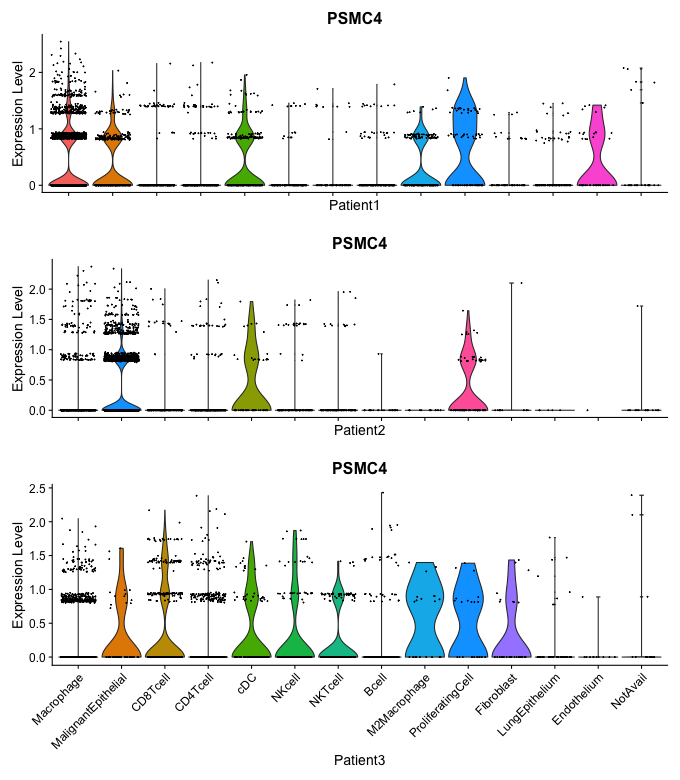 PSMC4
Expression Level
2
1
0
Patient1
PSMC4
Expression Level
2.0
1.5
1.0
0.5
0.0
Patient2
PSMC4
Expression Level
2.5
2.0
1.5
1.0
0.5
0.0
Macrophage
MalignantEpithelial
CD8Tcell
CD4Tcell
cDC
NKcell
NKTcell
Bcell
M2Macrophage
ProliferatingCell
Fibroblast
LungEpithelium
Endothelium
NotAvail
Patient3